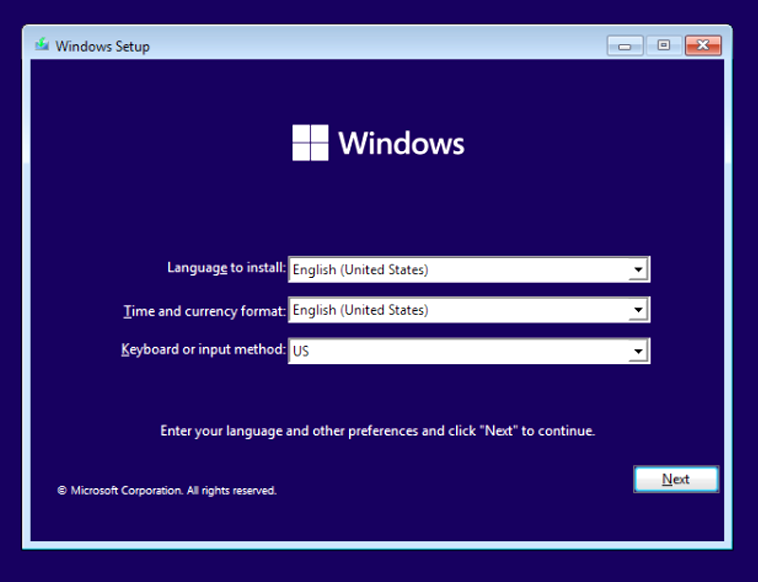 Windows Setup
Windows
Language to install: English (United States)
Time and currency format: English (United States)
Keyboard or input method: US
Enter your language and other preferences and click "Next" to continue.
Next
© Microsoft Corporation. All rights reserved.